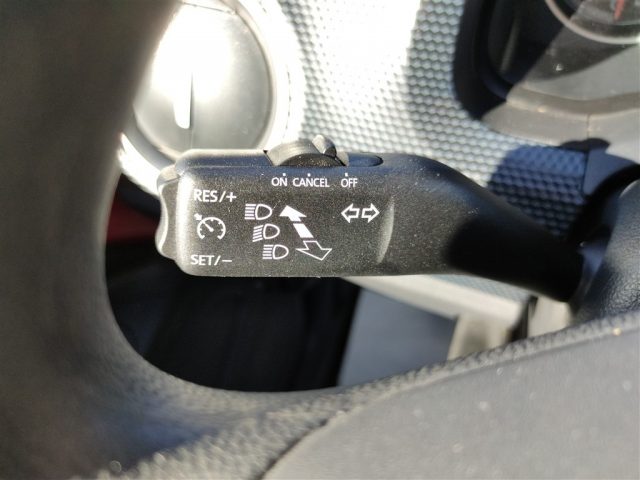 ON CANCEL OFF
RES/+
SET/–